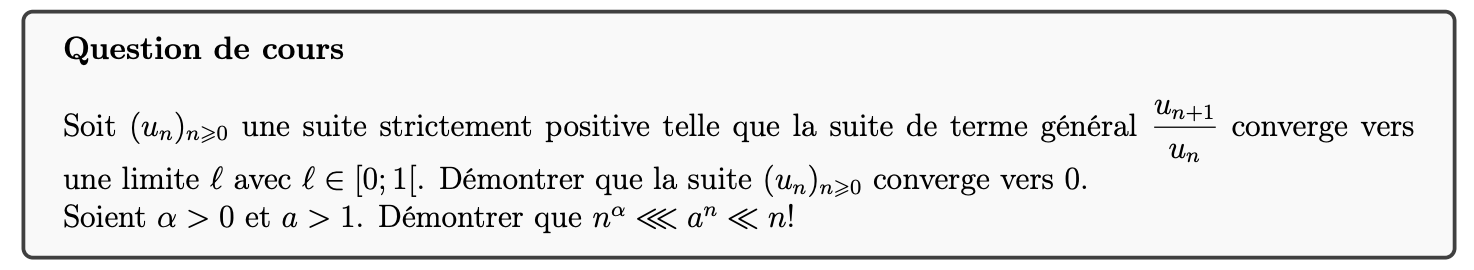 Question de cours
Soit $(u_n)_{n \geqslant 0}$ une suite strictement positive telle que la suite de terme général $\dfrac{u_{n+1}}{u_n}$ converge vers
une limite $\ell$ avec $\ell \in [0; 1[$. Démontrer que la suite $(u_n)_{n \geqslant 0}$ converge vers 0.
Soient $\alpha > 0$ et $a > 1$. Démontrer que $n^\alpha \lll a^n \ll n!$